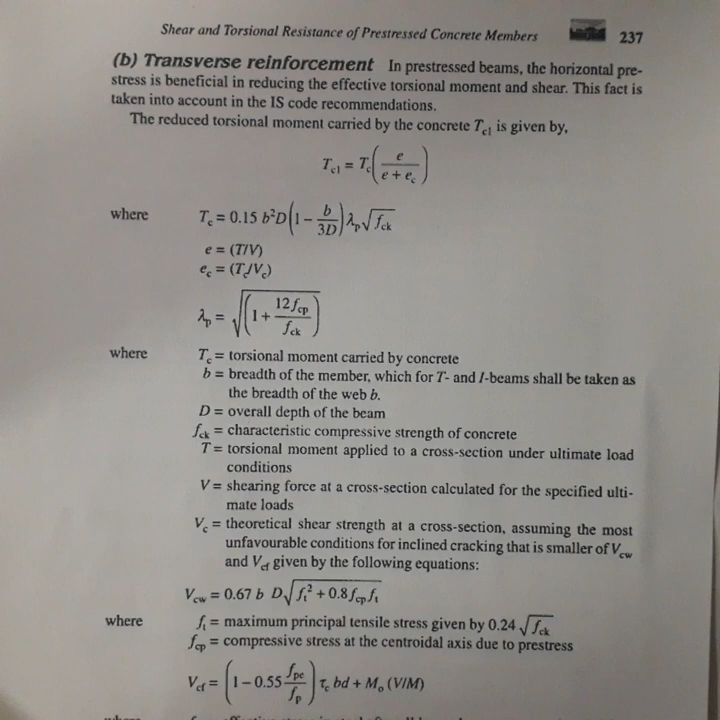 Shear and Torsional Resistance of Prestressed Concrete Members 237
(b) Transverse reinforcement In prestressed beams, the horizontal pre-
stress is beneficial in reducing the effective torsional moment and shear. This fact is
taken into account in the IS code recommendations.
The reduced torsional moment carried by the concrete T_c1 is given by,
T_c1 = T_c(e / (e + e_c))
where T_c = 0.15 b²D(1 − b/3D)λ_p√f_ck
e = (T/V)
e_c = (T_c/V_c)
λ_p = √(1 + 12f_cp/f_ck)
where T_c = torsional moment carried by concrete
b = breadth of the member, which for T- and I-beams shall be taken as
the breadth of the web b.
D = overall depth of the beam
f_ck = characteristic compressive strength of concrete
T = torsional moment applied to a cross-section under ultimate load
conditions
V = shearing force at a cross-section calculated for the specified ulti-
mate loads
V_c = theoretical shear strength at a cross-section, assuming the most
unfavourable conditions for inclined cracking that is smaller of V_cw
and V_cf given by the following equations:
V_cw = 0.67 b D√(f_t² + 0.8f_cp f_t)
where f_t = maximum principal tensile stress given by 0.24 √f_ck
f_cp = compressive stress at the centroidal axis due to prestress
V_cf = (1 − 0.55 f_pe/f_p) τ_c bd + M_o (V/M)